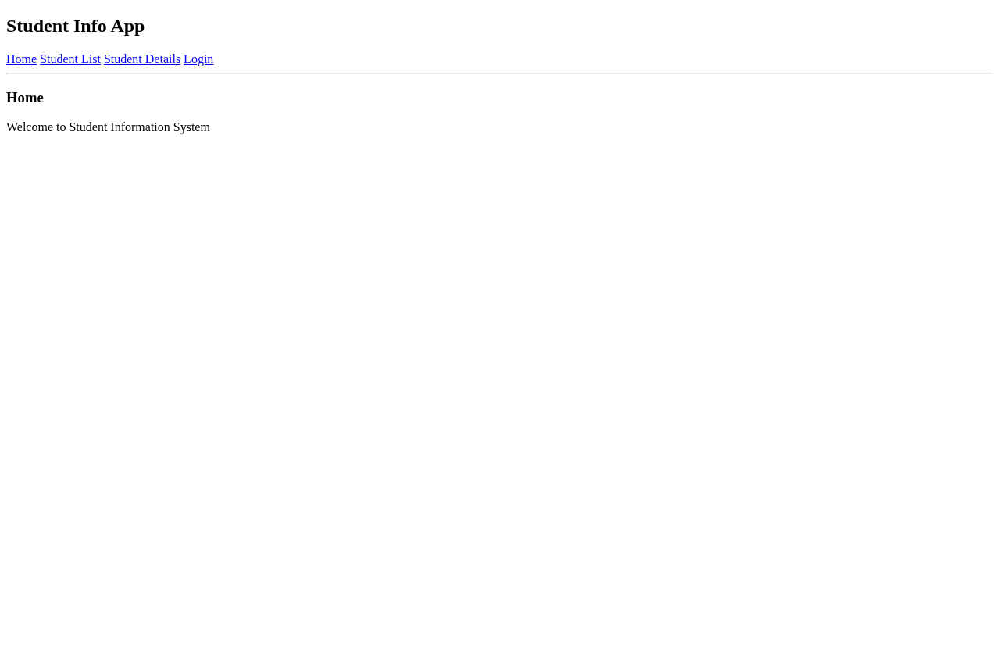 Student Info App
Home Student List Student Details Login
Home
Welcome to Student Information System